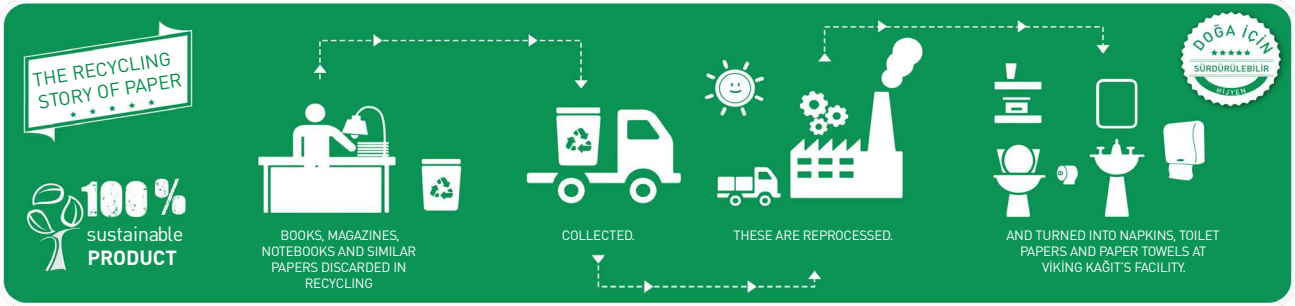 THE RECYCLING
STORY OF PAPER
100%
sustainable
PRODUCT
BOOKS, MAGAZINES,
NOTEBOOKS AND SIMILAR
PAPERS DISCARDED IN
RECYCLING
COLLECTED.
THESE ARE REPROCESSED.
AND TURNED INTO NAPKINS, TOILET
PAPERS AND PAPER TOWELS AT
VİKİNG KAĞIT'S FACILITY.
DOĞA İÇİN
SÜRDÜRÜLEBİLİR
HİJYEN